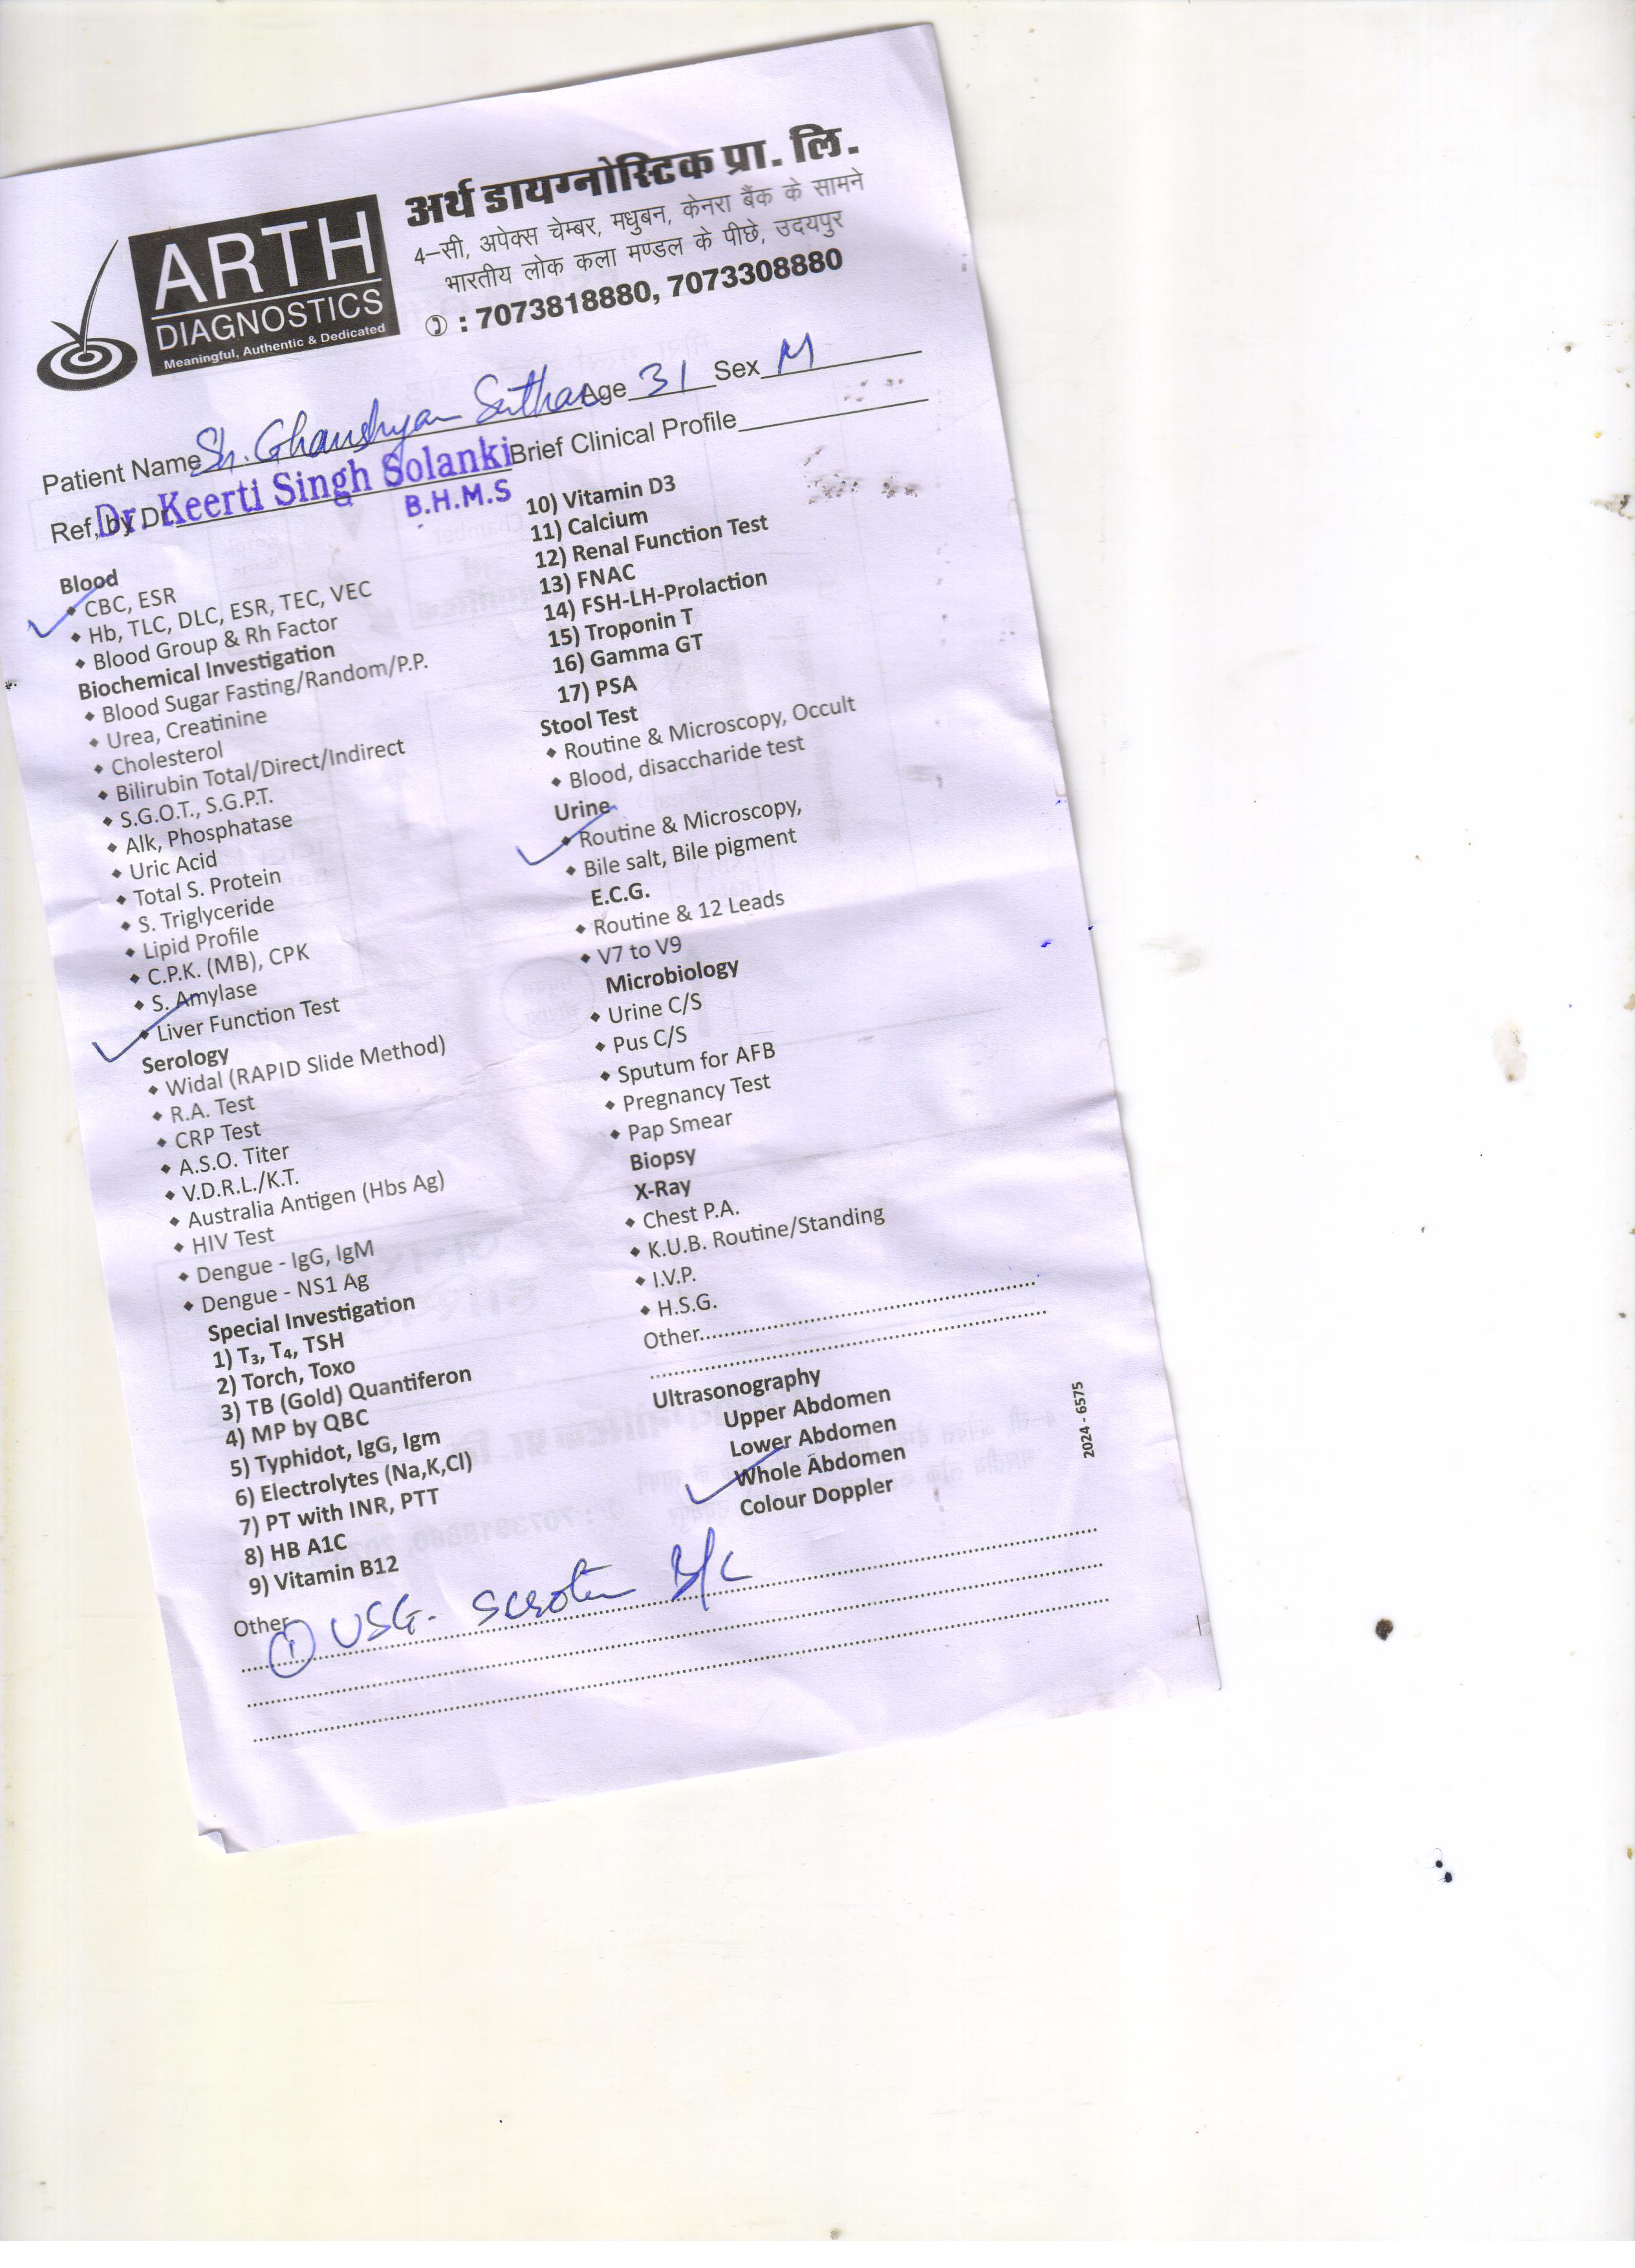 अर्थ डायग्नोस्टिक प्रा. लि.
4-सी, अपेक्स चेम्बर, मधुबन, केनरा बैंक के सामने
भारतीय लोक कला मण्डल के पीछे, उदयपुर
: 7073818880, 7073308880
ARTH
DIAGNOSTICS
Meaningful, Authentic & Dedicated
Patient Name Sh. Ghanshyam Suthar Age 31 Sex M
Ref, by Dr. Dr. Keerti Singh Solanki Brief Clinical Profile
B.H.M.S
Blood
CBC, ESR
Hb, TLC, DLC, ESR, TEC, VEC
Blood Group & Rh Factor
Biochemical Investigation
Blood Sugar Fasting/Random/P.P.
Urea, Creatinine
Cholesterol
Bilirubin Total/Direct/Indirect
S.G.O.T., S.G.P.T.
Alk, Phosphatase
Uric Acid
Total S. Protein
S. Triglyceride
Lipid Profile
C.P.K. (MB), CPK
S. Amylase
Liver Function Test
Serology
Widal (RAPID Slide Method)
R.A. Test
CRP Test
A.S.O. Titer
V.D.R.L./K.T.
Australia Antigen (Hbs Ag)
HIV Test
Dengue - IgG, IgM
Dengue - NS1 Ag
Special Investigation
1) T₃, T₄, TSH
2) Torch, Toxo
3) TB (Gold) Quantiferon
4) MP by QBC
5) Typhidot, IgG, Igm
6) Electrolytes (Na,K,Cl)
7) PT with INR, PTT
8) HB A1C
9) Vitamin B12
10) Vitamin D3
11) Calcium
12) Renal Function Test
13) FNAC
14) FSH-LH-Prolaction
15) Troponin T
16) Gamma GT
17) PSA
Stool Test
Routine & Microscopy, Occult
Blood, disaccharide test
Urine
Routine & Microscopy,
Bile salt, Bile pigment
E.C.G.
Routine & 12 Leads
V7 to V9
Microbiology
Urine C/S
Pus C/S
Sputum for AFB
Pregnancy Test
Pap Smear
Biopsy
X-Ray
Chest P.A.
K.U.B. Routine/Standing
I.V.P.
H.S.G.
Other
Ultrasonography
Upper Abdomen
Lower Abdomen
Whole Abdomen
Colour Doppler
2024 - 6575
Other
1 USG. Scrotum B/L